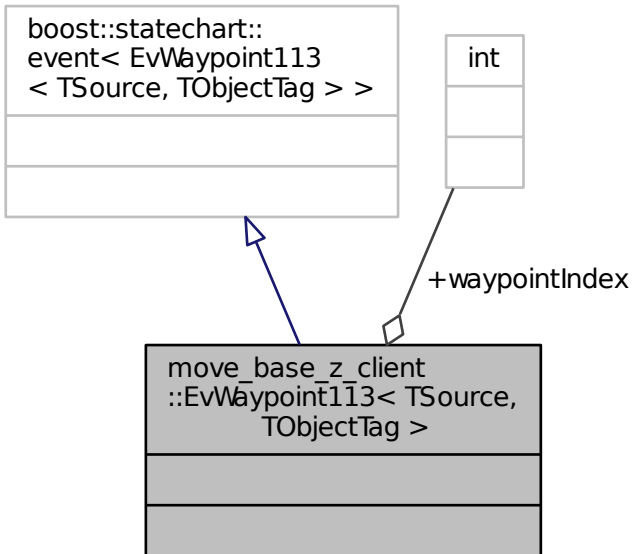 boost::statechart::
event< EvWaypoint113
< TSource, TObjectTag > >
int
+waypointIndex
move_base_z_client
::EvWaypoint113< TSource,
TObjectTag >